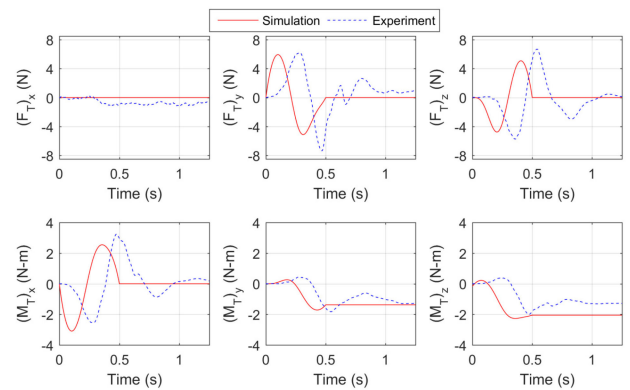 Simulation Experiment
8
4
0
-4
-8
(F_T)_x (N)
0 0.5 1
Time (s)
8
4
0
-4
-8
(F_T)_y (N)
0 0.5 1
Time (s)
8
4
0
-4
-8
(F_T)_z (N)
0 0.5 1
Time (s)
4
2
0
-2
-4
(M_T)_x (N-m)
0 0.5 1
Time (s)
4
2
0
-2
-4
(M_T)_y (N-m)
0 0.5 1
Time (s)
4
2
0
-2
-4
(M_T)_z (N-m)
0 0.5 1
Time (s)